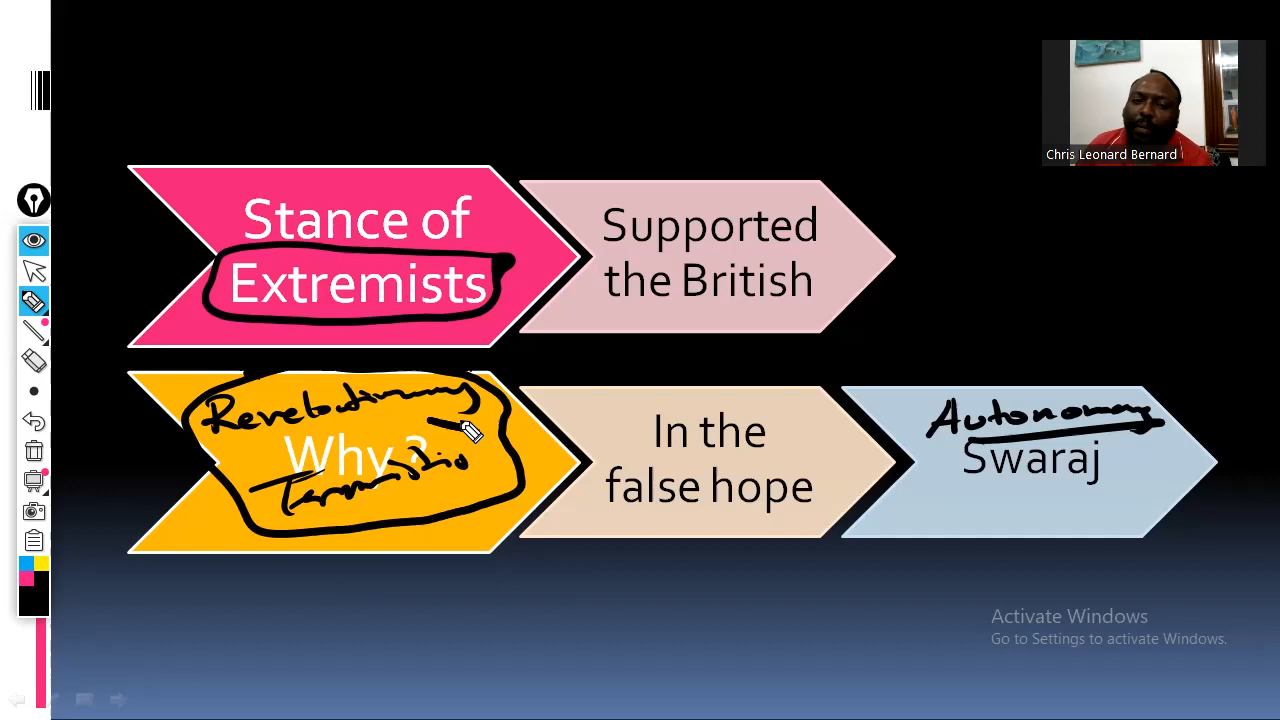 Chris Leonard Bernard
Stance of
Extremists
Supported
the British
Revolutionary
Why ?
In the
false hope
Autonomy
Swaraj
Activate Windows
Go to Settings to activate Windows.